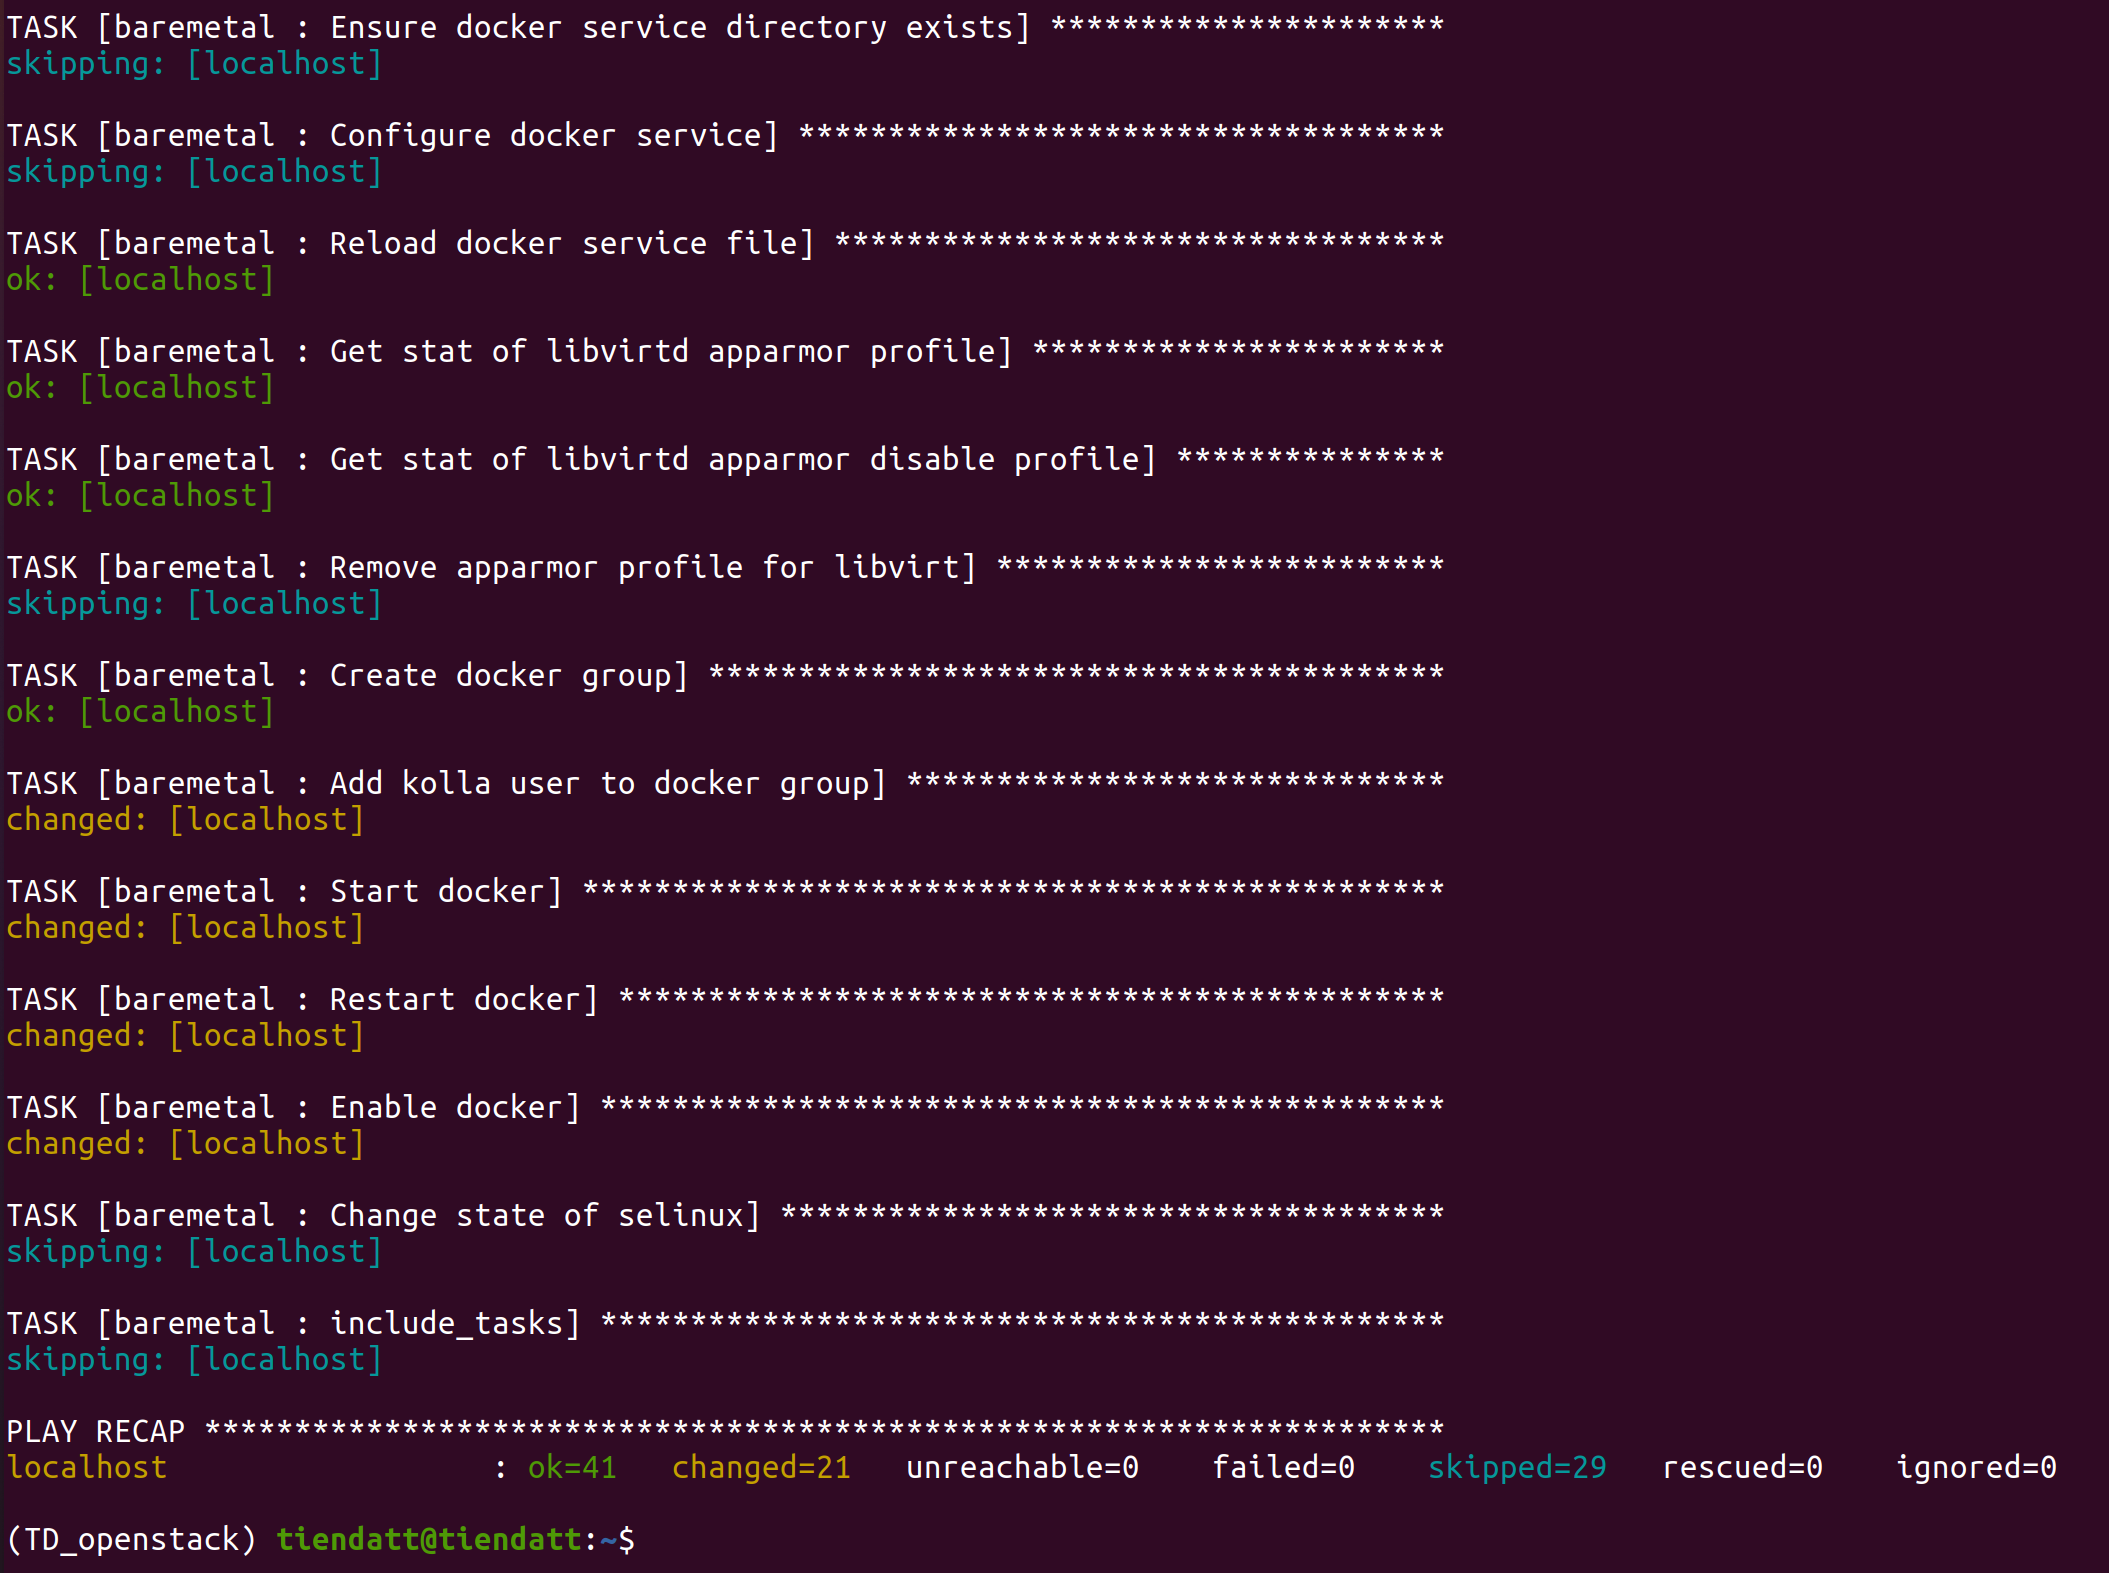 TASK [baremetal : Ensure docker service directory exists] **********************
skipping: [localhost]
TASK [baremetal : Configure docker service] ************************************
skipping: [localhost]
TASK [baremetal : Reload docker service file] **********************************
ok: [localhost]
TASK [baremetal : Get stat of libvirtd apparmor profile] ***********************
ok: [localhost]
TASK [baremetal : Get stat of libvirtd apparmor disable profile] ***************
ok: [localhost]
TASK [baremetal : Remove apparmor profile for libvirt] *************************
skipping: [localhost]
TASK [baremetal : Create docker group] *****************************************
ok: [localhost]
TASK [baremetal : Add kolla user to docker group] ******************************
changed: [localhost]
TASK [baremetal : Start docker] ************************************************
changed: [localhost]
TASK [baremetal : Restart docker] **********************************************
changed: [localhost]
TASK [baremetal : Enable docker] ***********************************************
changed: [localhost]
TASK [baremetal : Change state of selinux] *************************************
skipping: [localhost]
TASK [baremetal : include_tasks] ***********************************************
skipping: [localhost]
PLAY RECAP *********************************************************************
localhost                  : ok=41   changed=21   unreachable=0    failed=0    skipped=29   rescued=0    ignored=0
(TD_openstack) tiendatt@tiendatt:~$